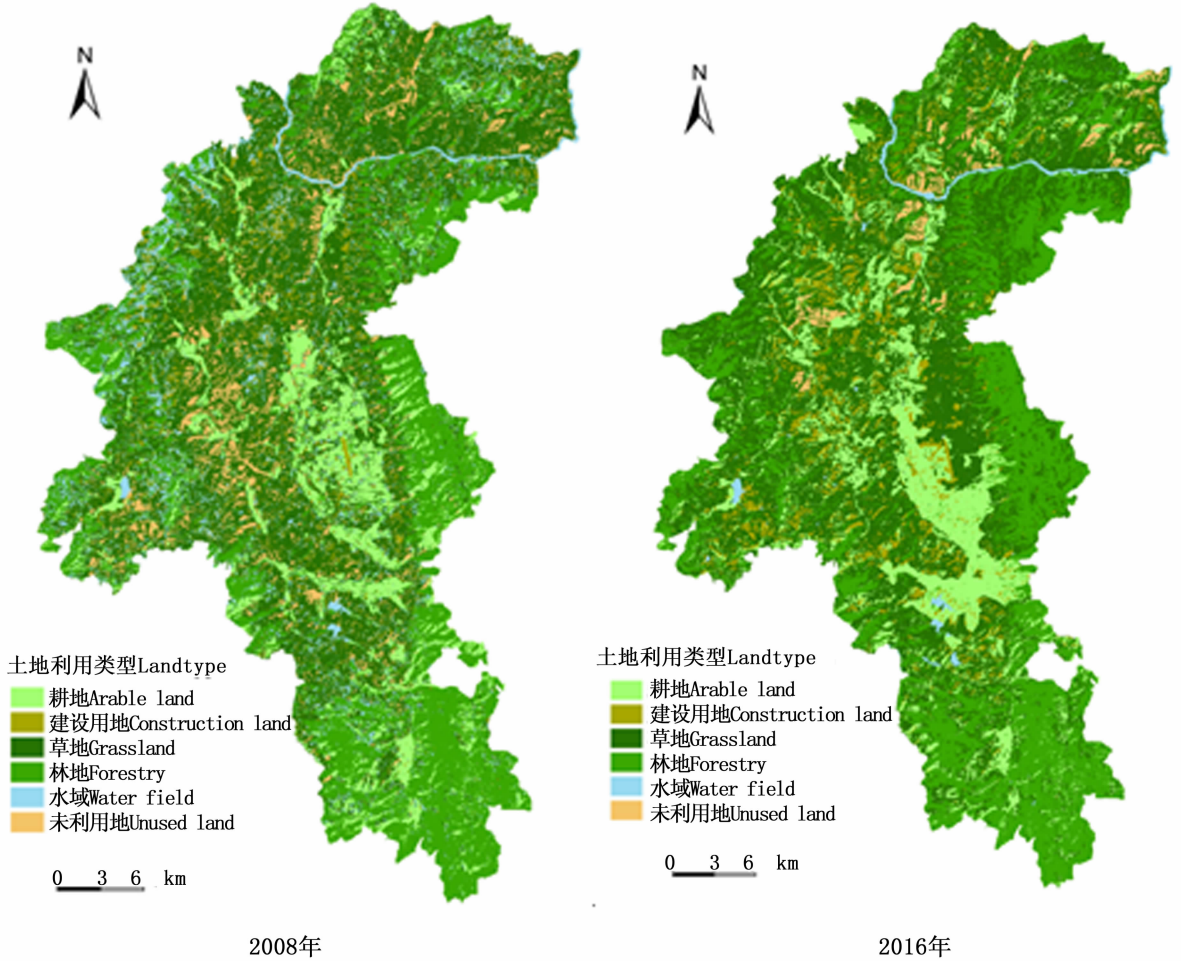 N
N
土地利用类型Landtype
耕地Arable land
建设用地Construction land
草地Grassland
林地Forestry
水域Water field
未利用地Unused land
0 3 6 km
2008年
土地利用类型Landtype
耕地Arable land
建设用地Construction land
草地Grassland
林地Forestry
水域Water field
未利用地Unused land
0 3 6 km
2016年